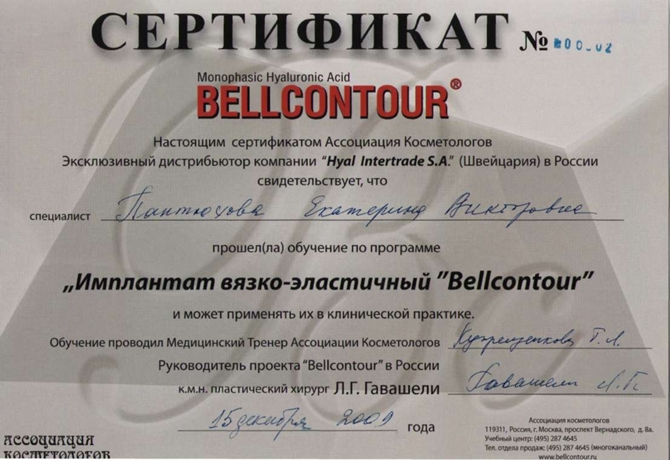 СЕРТИФИКАТ №
Monophasic Hyaluronic Acid
BELLCONTOUR®
Настоящим сертификатом Ассоциация Косметологов
Эксклюзивный дистрибьютор компании "Hyal Intertrade S.A." (Швейцария) в России
свидетельствует, что
специалист Екатерина Викторовна
прошел(ла) обучение по программе
„Имплантат вязко-эластичный "Bellcontour"
и может применять их в клинической практике.
Обучение проводил Медицинский Тренер Ассоциации Косметологов Т.Л.
Руководитель проекта "Bellcontour" в России
к.м.н. пластический хирург Л.Г. Гавашели Гавашели Л.Г.
15 декабря 2009 года
Ассоциация косметологов
119311, Россия, г. Москва, проспект Вернадского, д. 8а.
Учебный центр: (495) 287 4645
Тел.: (495) 287 4645 (многоканальный)
www.bellcontour.ru
АССОЦИАЦИЯ
КОСМЕТОЛОГОВ